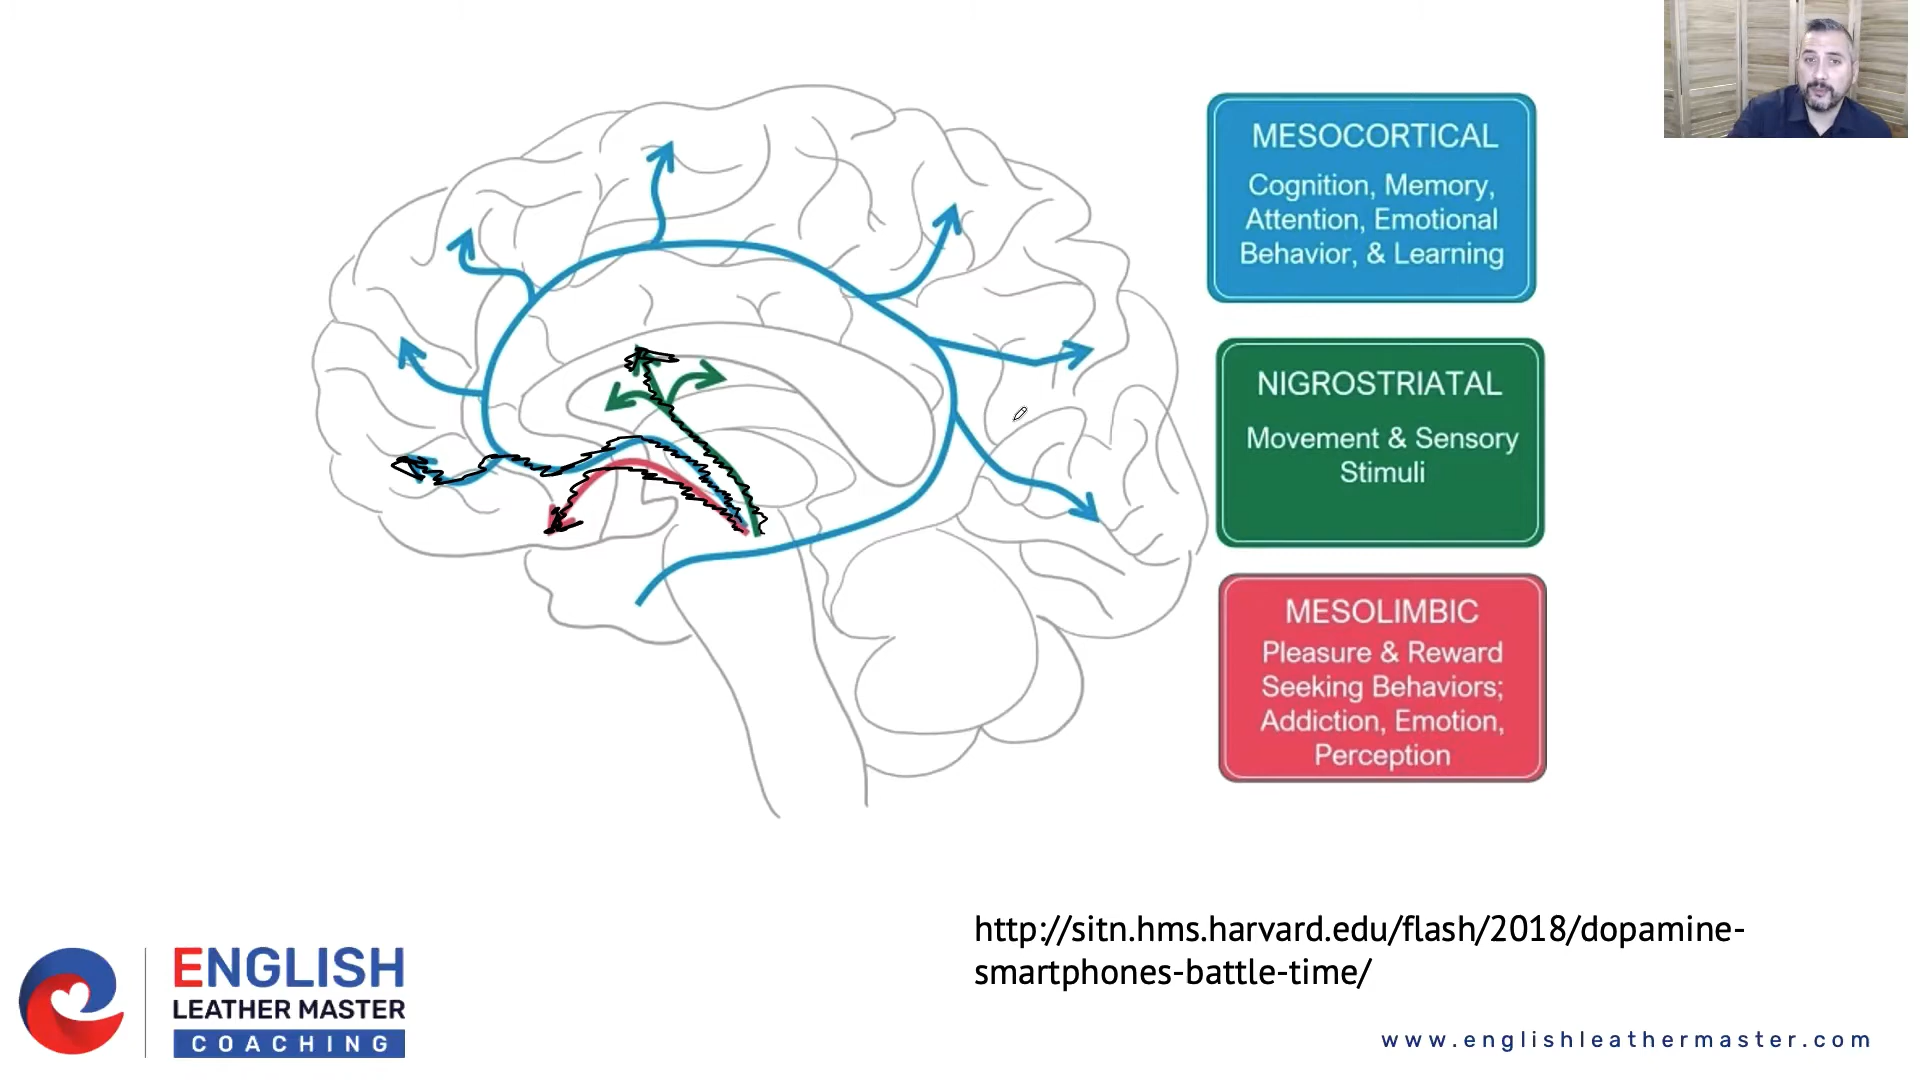 MESOCORTICAL
Cognition, Memory,
Attention, Emotional
Behavior, & Learning
NIGROSTRIATAL
Movement & Sensory
Stimuli
MESOLIMBIC
Pleasure & Reward
Seeking Behaviors;
Addiction, Emotion,
Perception
http://sitn.hms.harvard.edu/flash/2018/dopamine-
smartphones-battle-time/
ENGLISH
LEATHER MASTER
COACHING
www.englishleathermaster.com